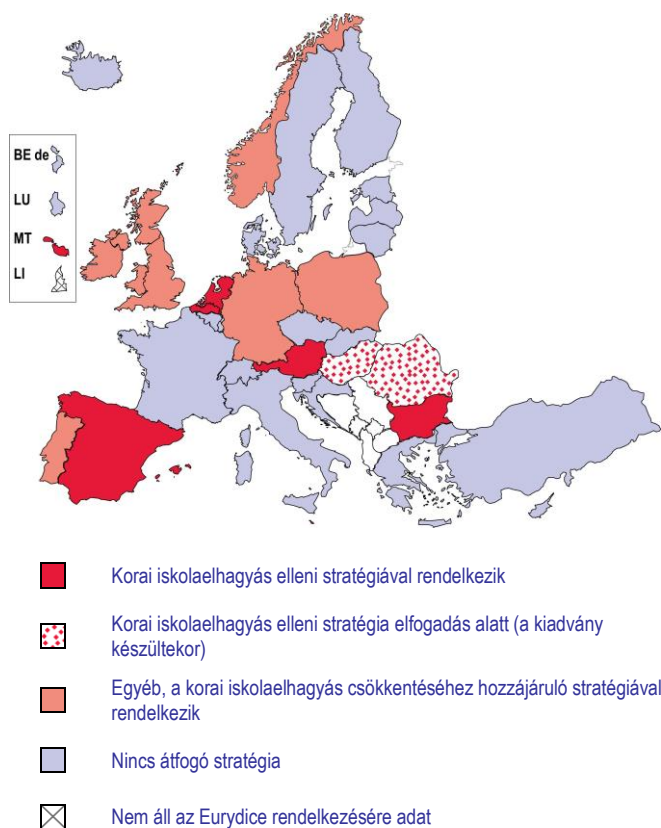 BE de
LU
MT
LI
Korai iskolaelhagyás elleni stratégiával rendelkezik
Korai iskolaelhagyás elleni stratégia elfogadás alatt (a kiadvány
készültekor)
Egyéb, a korai iskolaelhagyás csökkentéséhez hozzájáruló stratégiával
rendelkezik
Nincs átfogó stratégia
Nem áll az Eurydice rendelkezésére adat